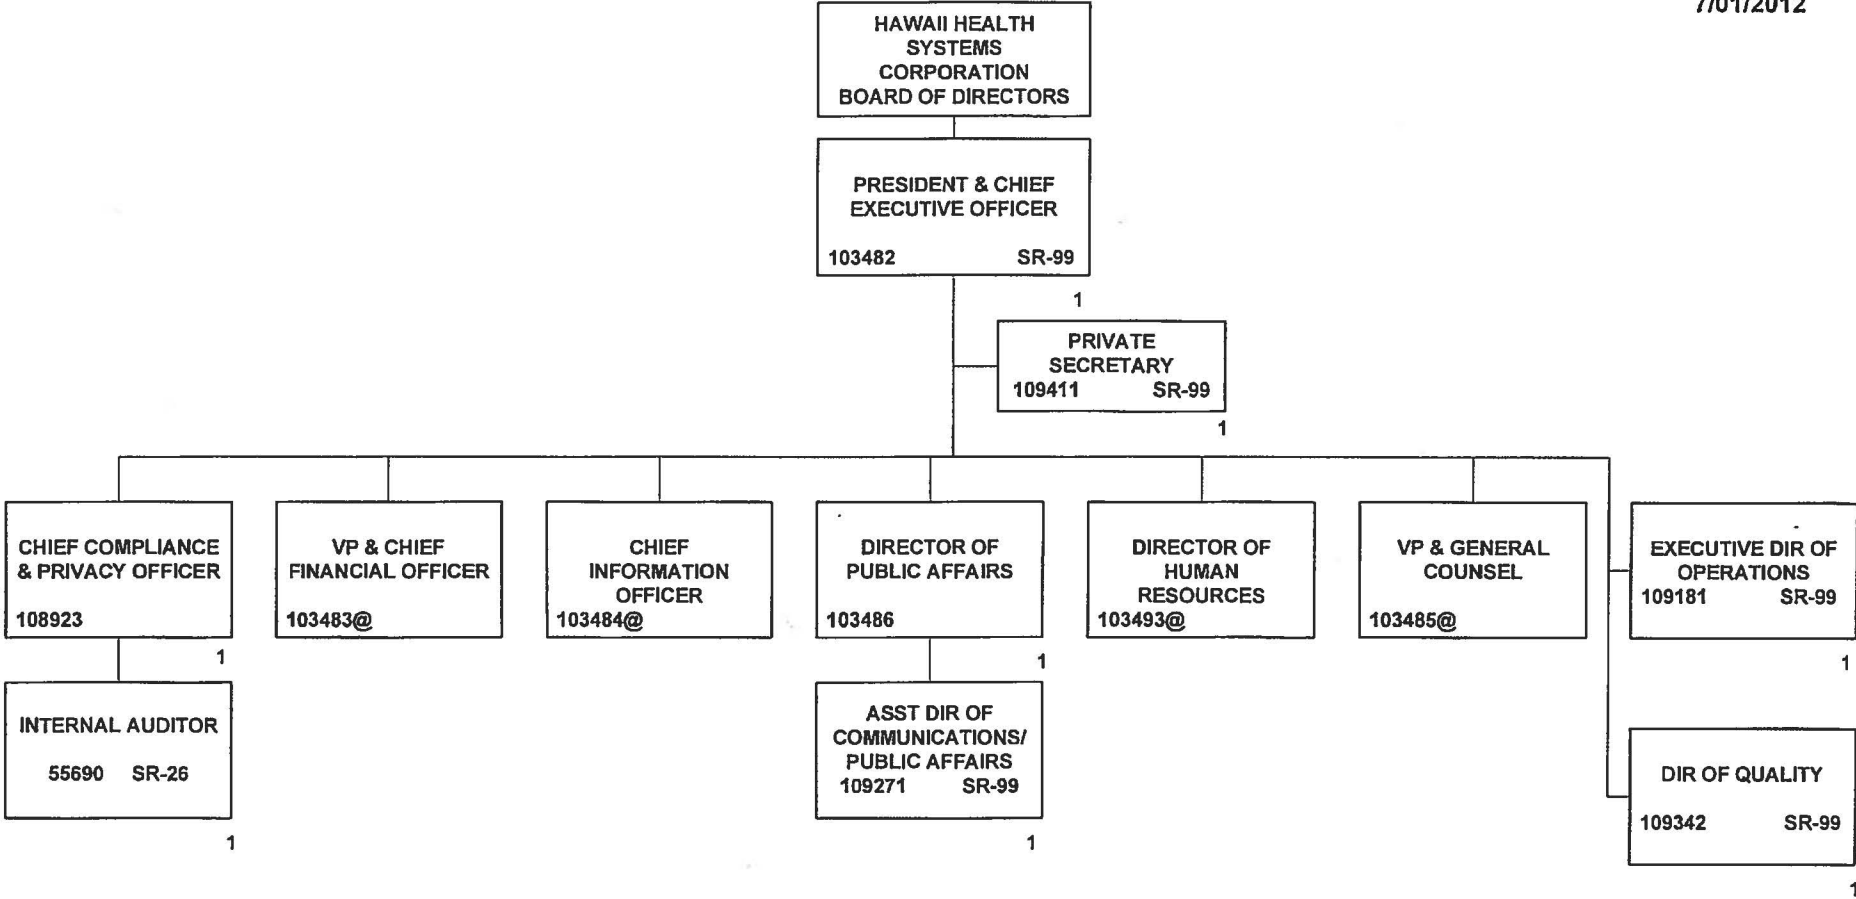 7/01/2012
HAWAII HEALTH
SYSTEMS
CORPORATION
BOARD OF DIRECTORS
PRESIDENT & CHIEF
EXECUTIVE OFFICER
103482 SR-99
1
PRIVATE
SECRETARY
109411 SR-99
1
CHIEF COMPLIANCE
& PRIVACY OFFICER
108923
1
VP & CHIEF
FINANCIAL OFFICER
103483@
CHIEF
INFORMATION
OFFICER
103484@
DIRECTOR OF
PUBLIC AFFAIRS
103486
1
DIRECTOR OF
HUMAN
RESOURCES
103493@
VP & GENERAL
COUNSEL
103485@
EXECUTIVE DIR OF
OPERATIONS
109181 SR-99
1
INTERNAL AUDITOR
55690 SR-26
1
ASST DIR OF
COMMUNICATIONS/
PUBLIC AFFAIRS
109271 SR-99
1
DIR OF QUALITY
109342 SR-99
1